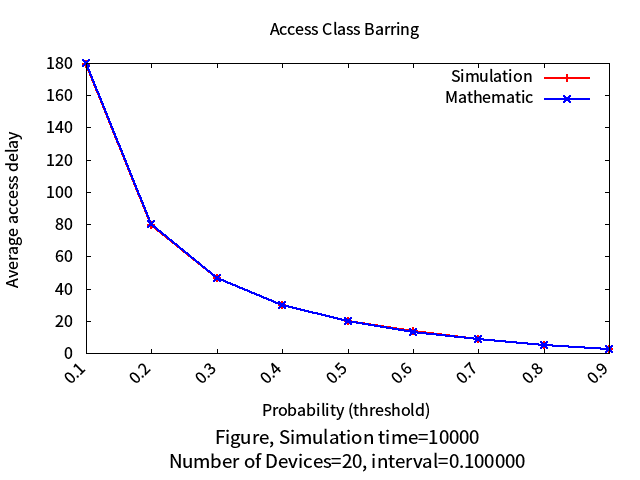 Access Class Barring
Simulation
Mathematic
Average access delay
180
160
140
120
100
80
60
40
20
0
0.1 0.2 0.3 0.4 0.5 0.6 0.7 0.8 0.9
Probability (threshold)
Figure, Simulation time=10000
Number of Devices=20, interval=0.100000